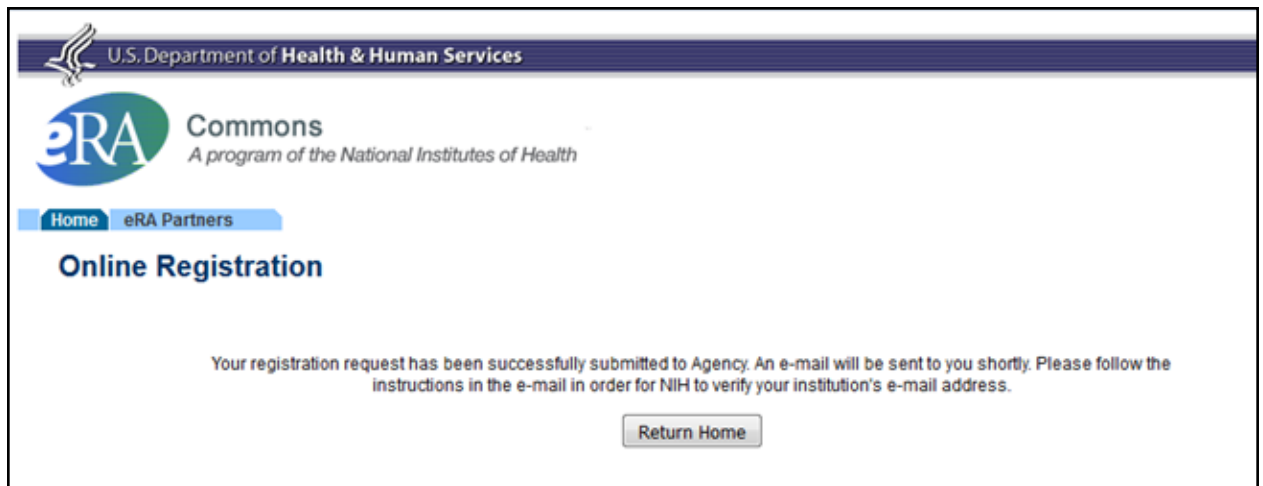 U.S. Department of Health & Human Services
eRA
Commons
A program of the National Institutes of Health
Home eRA Partners
Online Registration
Your registration request has been successfully submitted to Agency. An e-mail will be sent to you shortly. Please follow the
instructions in the e-mail in order for NIH to verify your institution's e-mail address.
Return Home